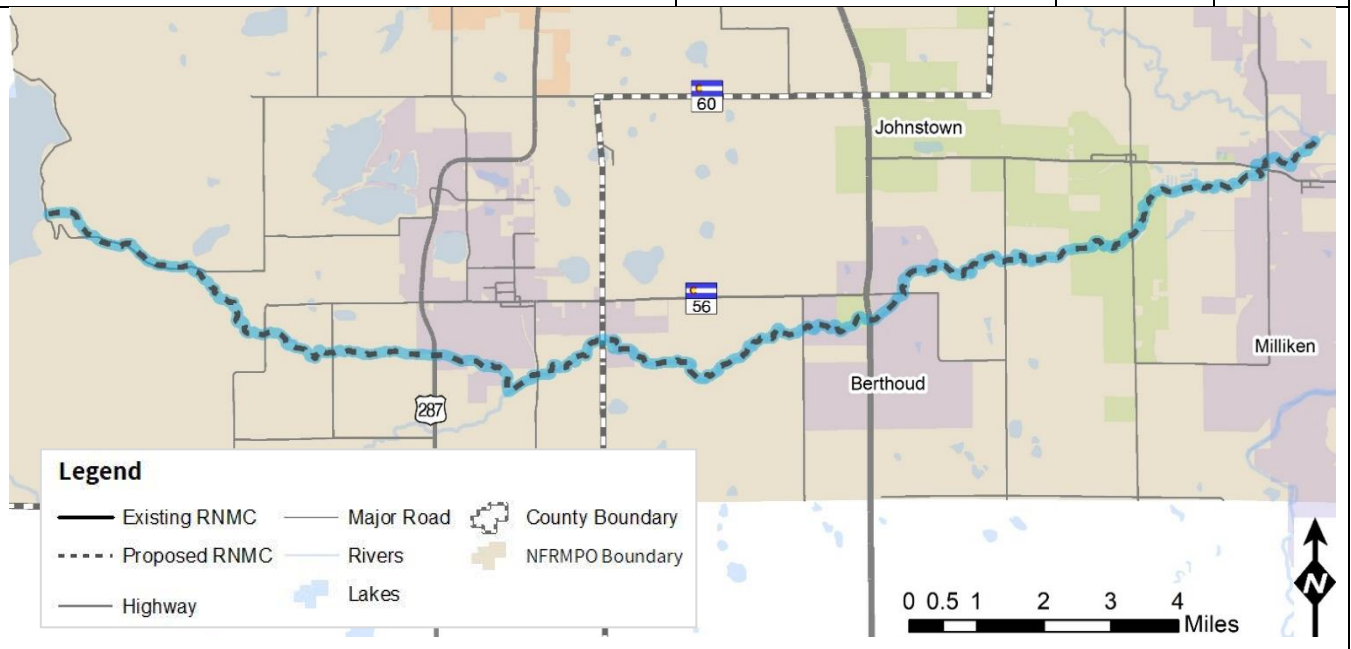 60
Johnstown
56
Milliken
Berthoud
287
Legend
Existing RNMC
Major Road
County Boundary
Proposed RNMC
Rivers
NFRMPO Boundary
Highway
Lakes
0 0.5 1 2 3 4
Miles
N